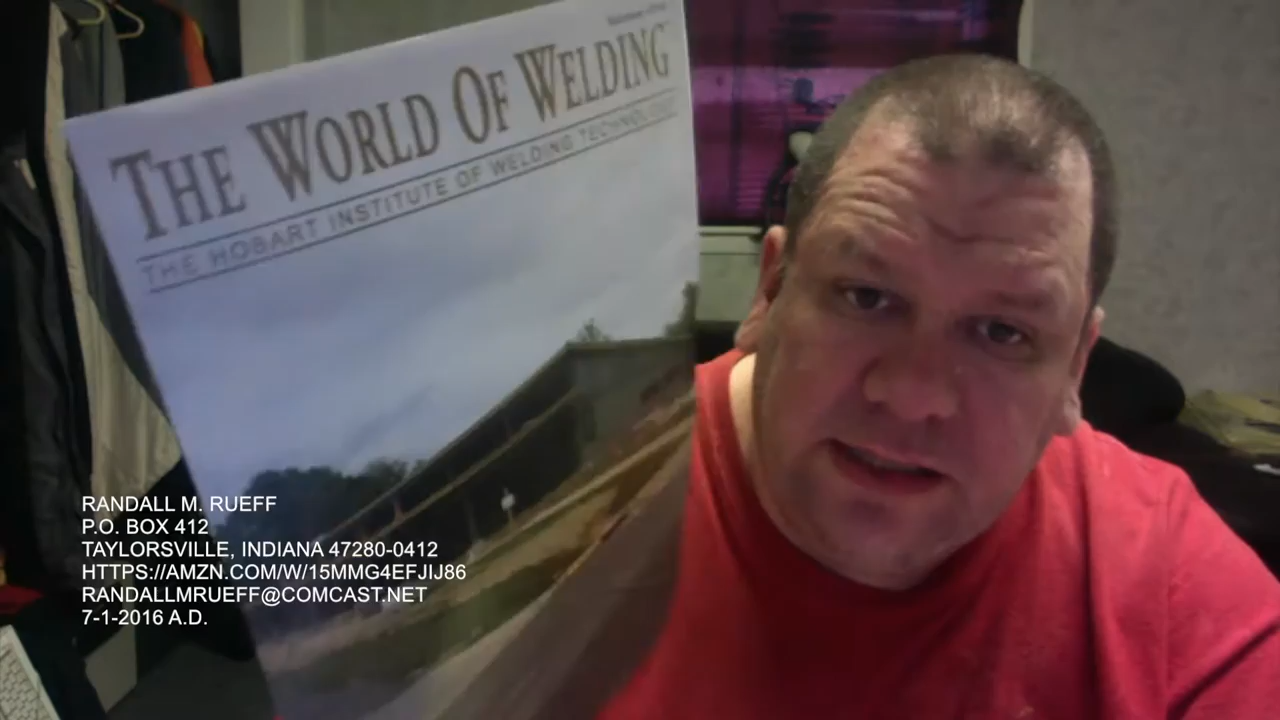 THE WORLD OF WELDING
THE HOBART INSTITUTE OF WELDING TECHNOLOGY
RANDALL M. RUEFF
P.O. BOX 412
TAYLORSVILLE, INDIANA 47280-0412
HTTPS://AMZN.COM/W/15MMG4EFJIJ86
RANDALLMRUEFF@COMCAST.NET
7-1-2016 A.D.